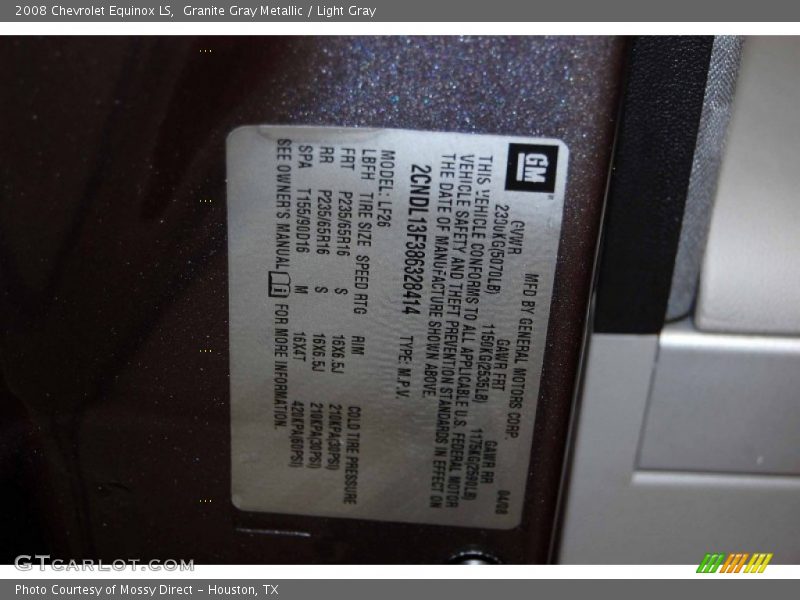 2008 Chevrolet Equinox LS, Granite Gray Metallic / Light Gray
GM
MFD BY GENERAL MOTORS CORP. 04/08
GVWR GAWR FRT GAWR RR
2300KG(5070LB) 1150KG(2535LB) 1175KG(2590LB)
THIS VEHICLE CONFORMS TO ALL APPLICABLE U.S. FEDERAL MOTOR
VEHICLE SAFETY AND THEFT PREVENTION STANDARDS IN EFFECT ON
THE DATE OF MANUFACTURE SHOWN ABOVE.
2CNDL13F386328414 TYPE: M.P.V.
MODEL: LF26
LBFH TIRE SIZE SPEED RTG RIM COLD TIRE PRESSURE
FRT P235/65R16 S 16X6.5J 210KPA(30PSI)
RR P235/65R16 S 16X6.5J 210KPA(30PSI)
SPA T155/90D16 M 16X4T 420KPA(60PSI)
SEE OWNER'S MANUAL FOR MORE INFORMATION.
GTCARLOT.COM
Photo Courtesy of Mossy Direct - Houston, TX